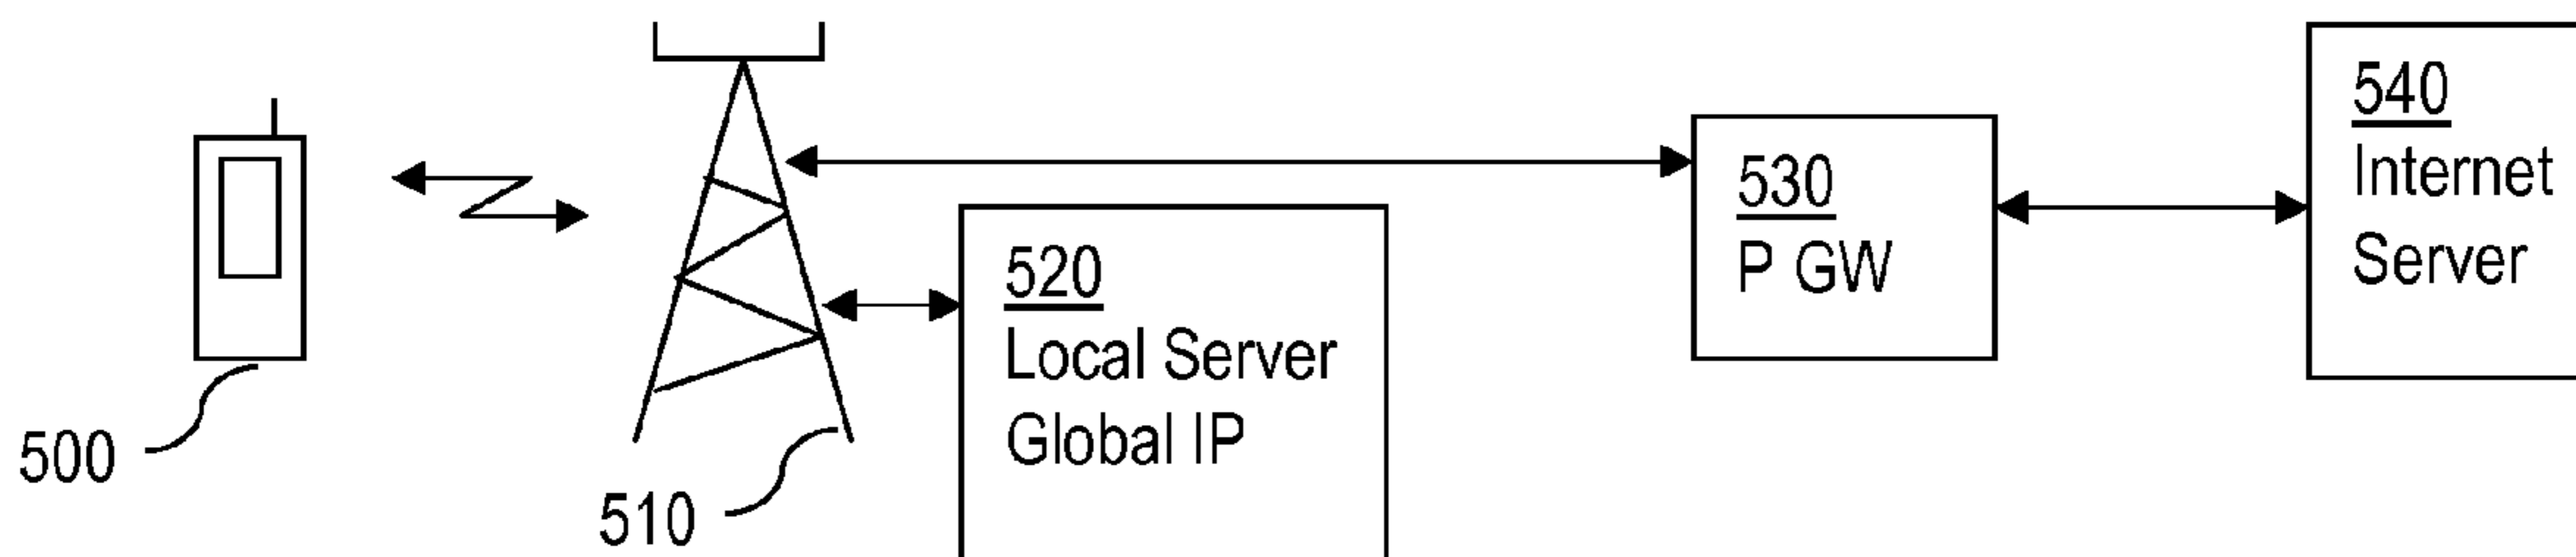 500
510
520
Local Server
Global IP
530
P GW
540
Internet
Server